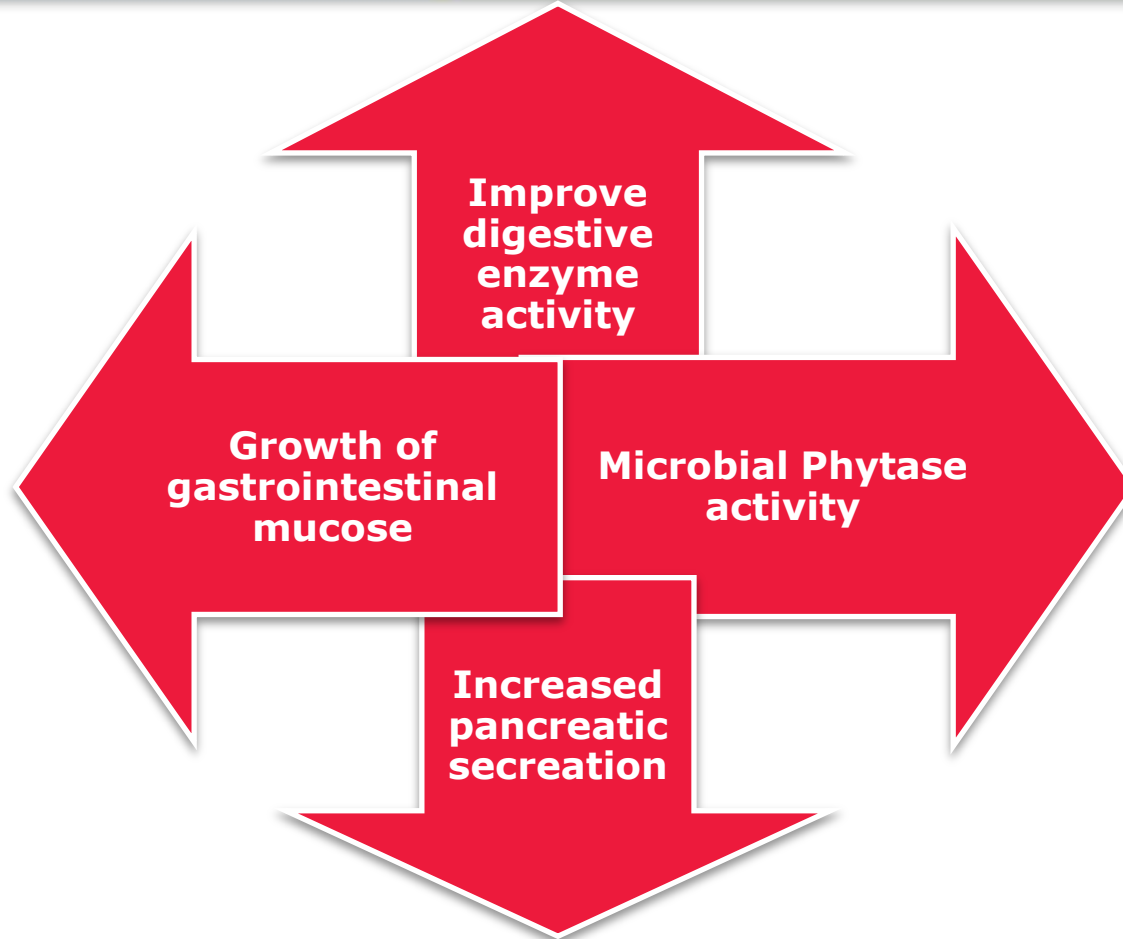 Improve
digestive
enzyme
activity
Growth of
gastrointestinal
mucose
Microbial Phytase
activity
Increased
pancreatic
secreation